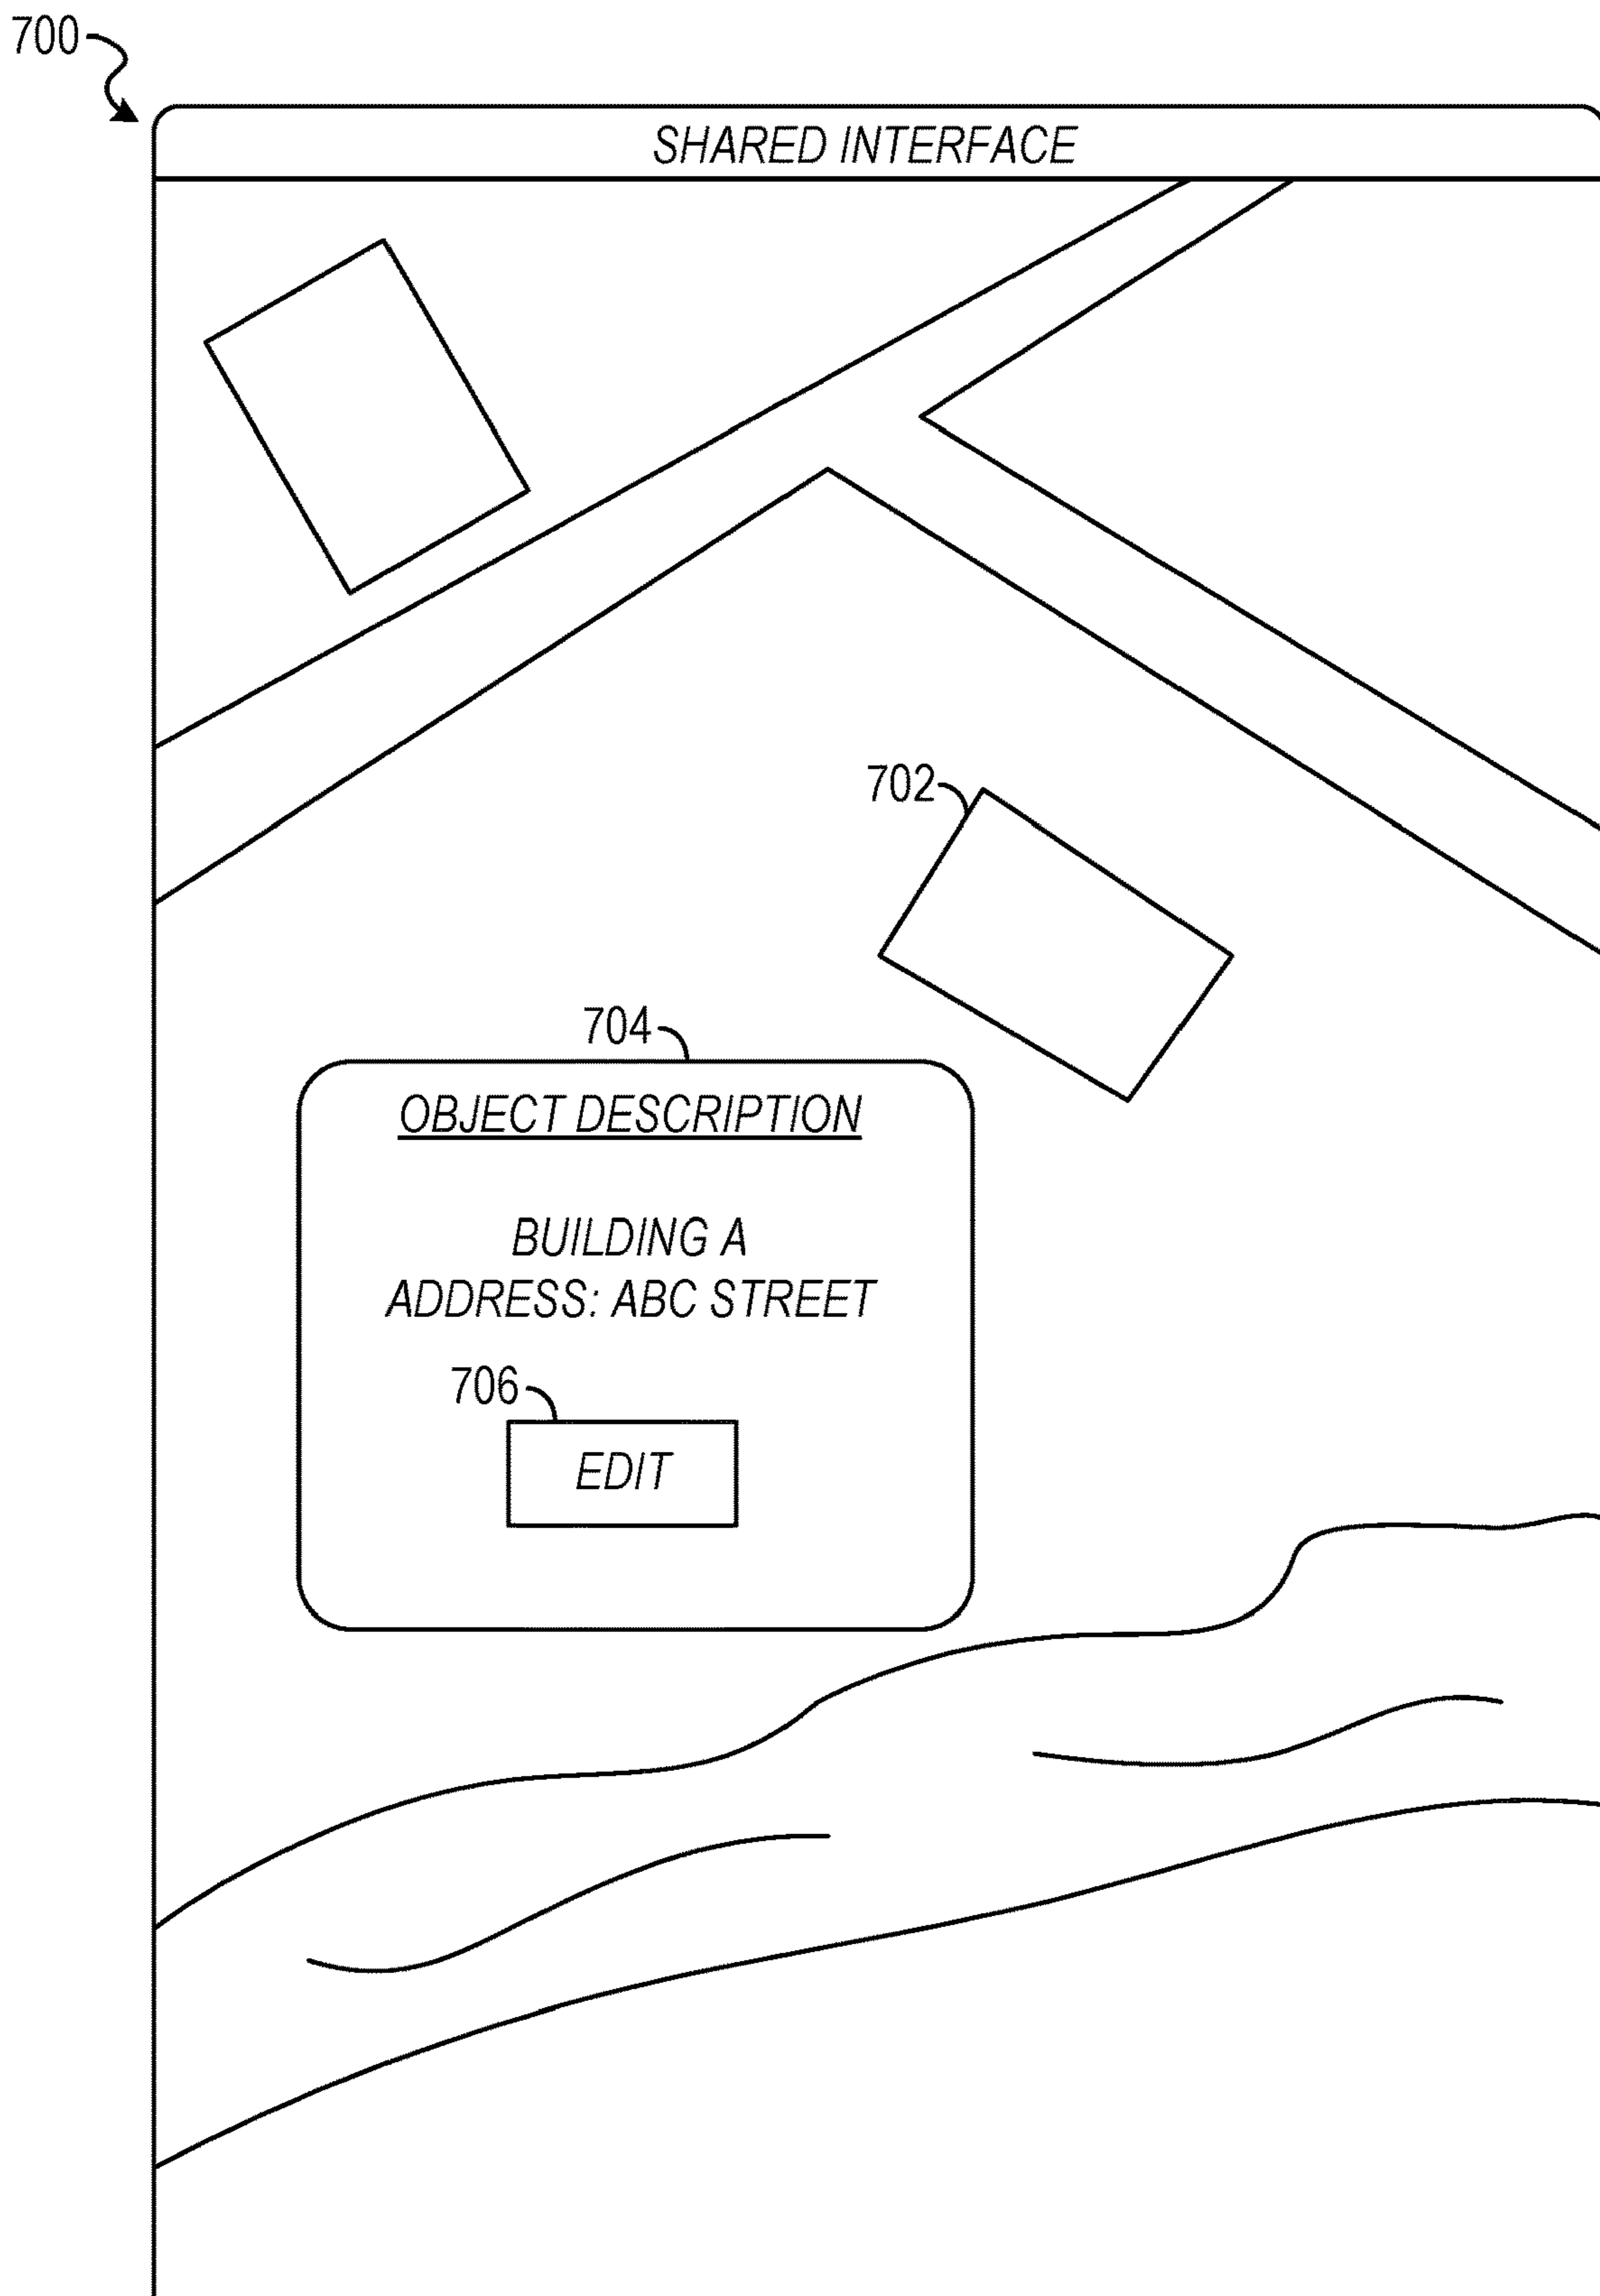 700
SHARED INTERFACE
702
704
OBJECT DESCRIPTION
BUILDING A
ADDRESS: ABC STREET
706
EDIT